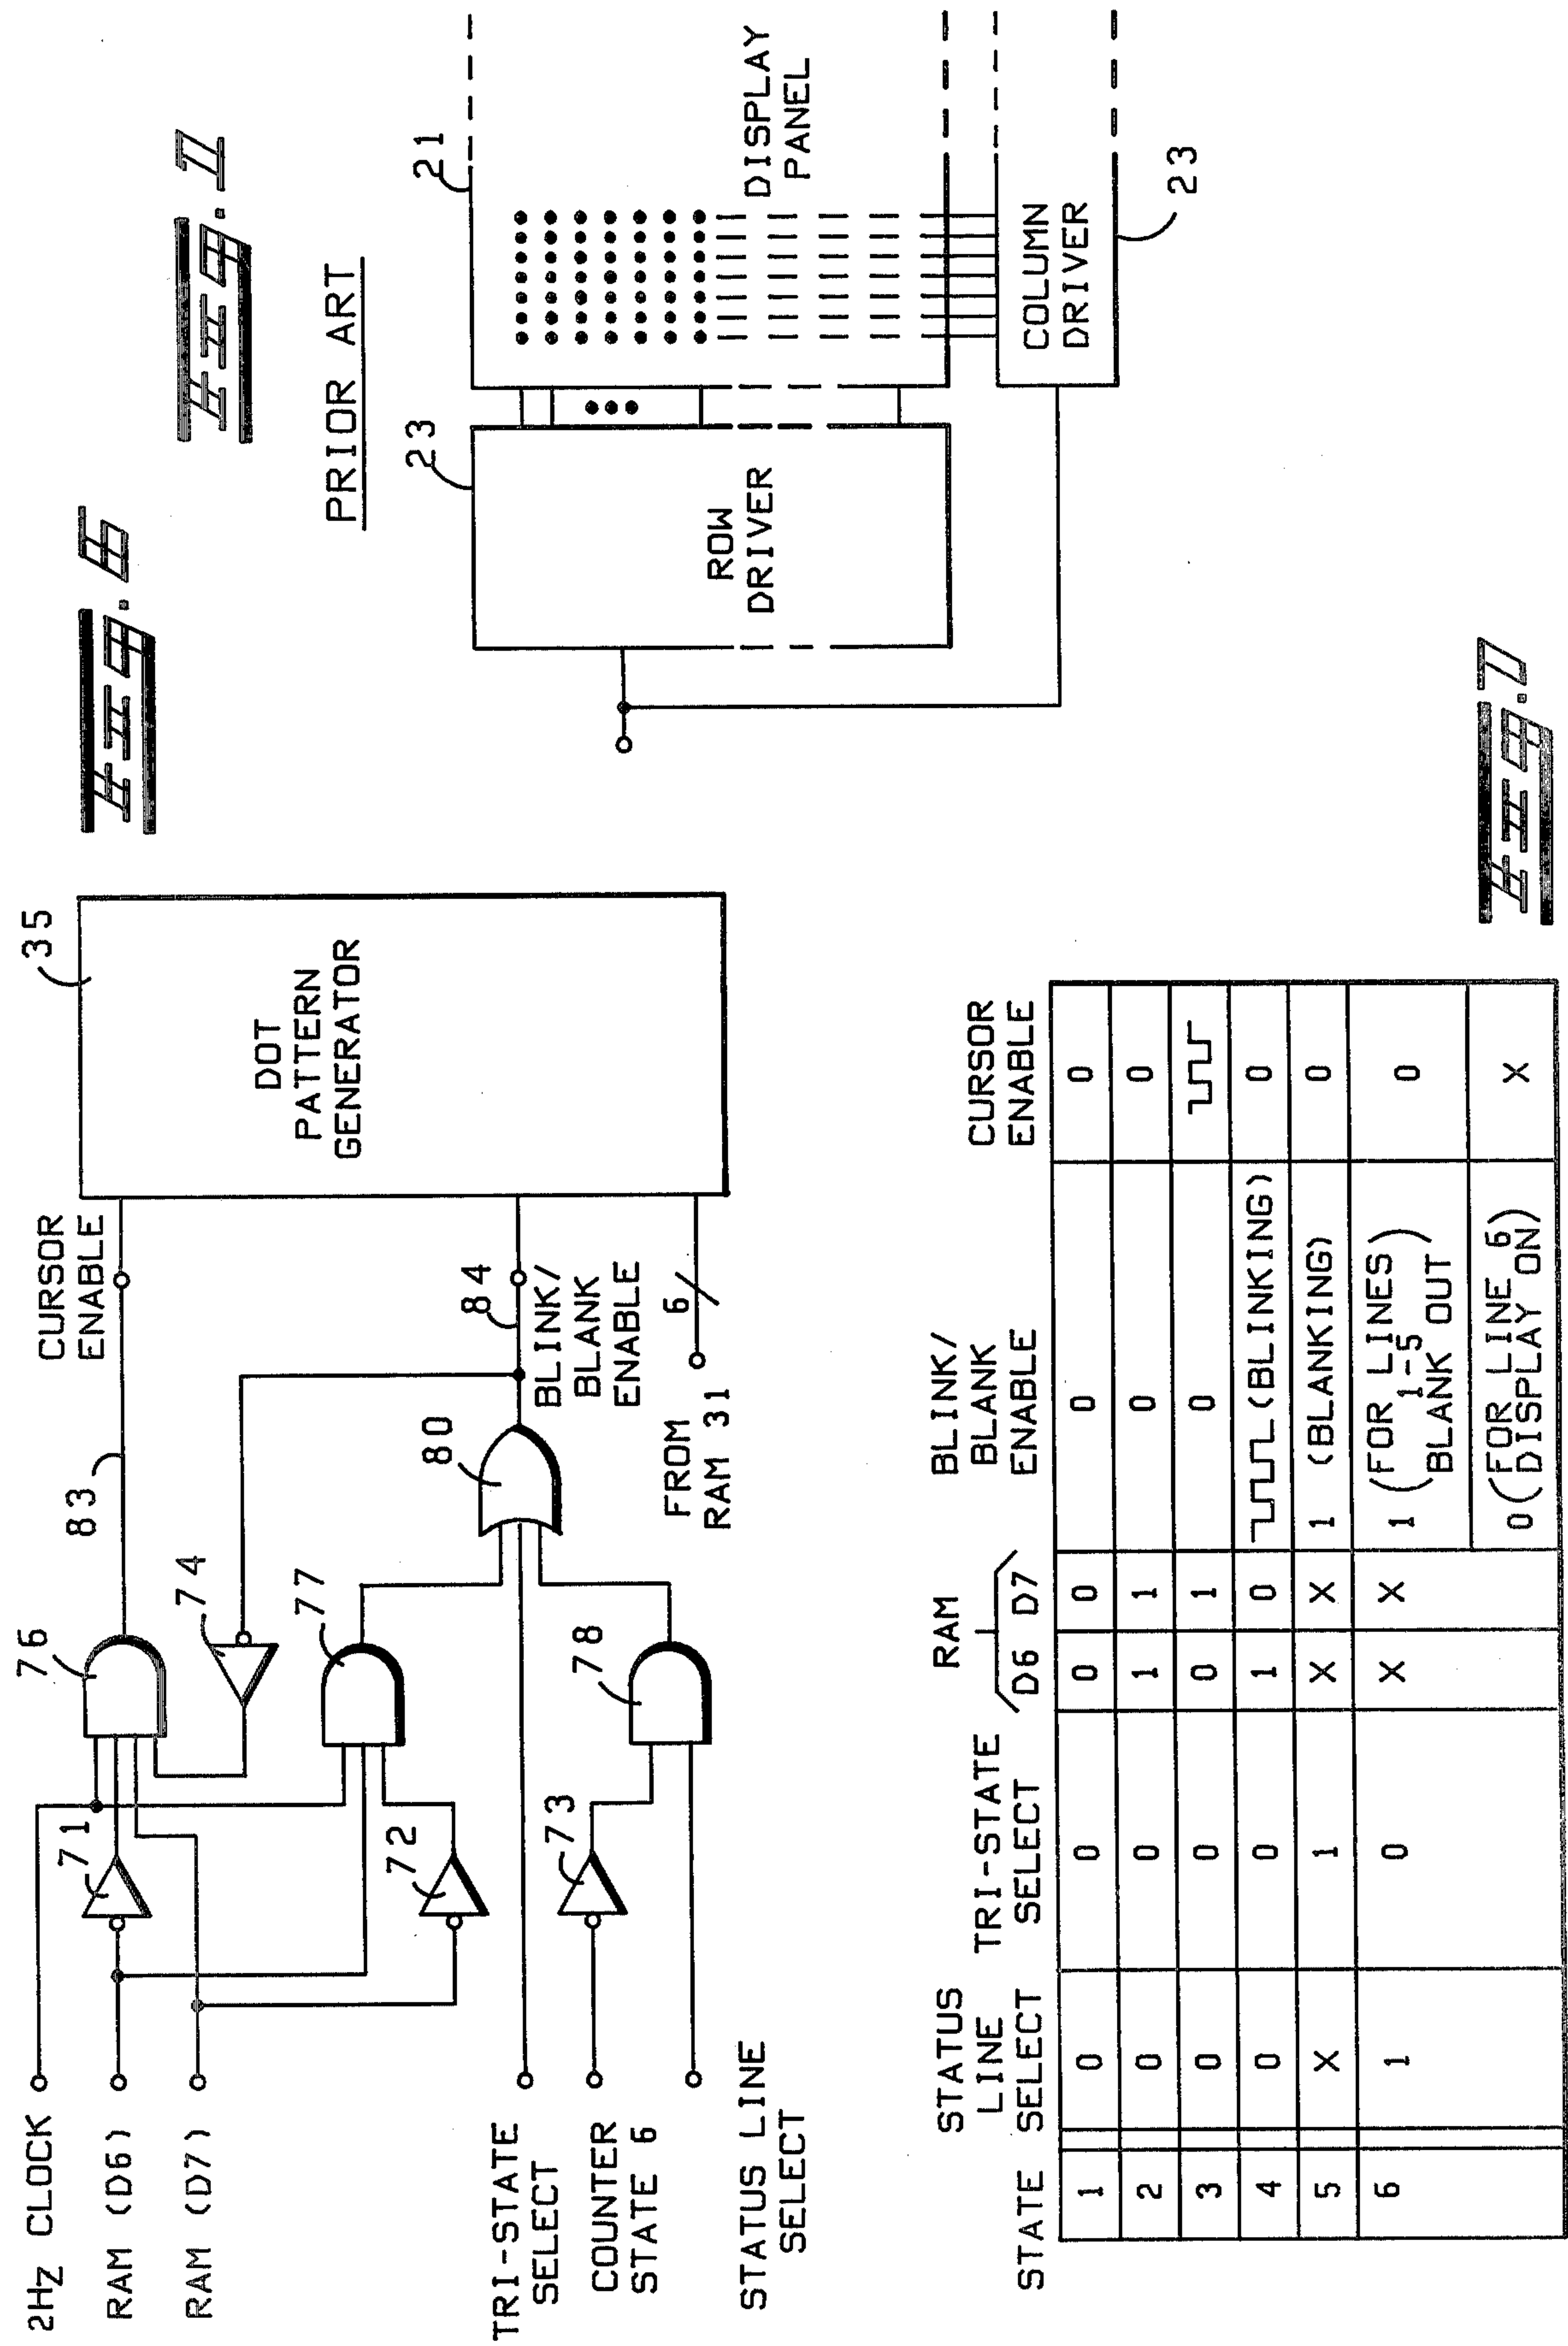 Fig. 6
2HZ CLOCK
RAM (D6)
RAM (D7)
TRI-STATE
SELECT
COUNTER
STATE 6
STATUS LINE
SELECT
71
72
73
76
74
77
78
80
83
84
CURSOR
ENABLE
BLINK/
BLANK
ENABLE
FROM
RAM 31
6
35
DOT
PATTERN
GENERATOR
Fig. 11
PRIOR ART
23
ROW
DRIVER
21
DISPLAY
PANEL
COLUMN
DRIVER
23
Fig. 7
STATE
STATUS
LINE
SELECT
TRI-STATE
SELECT
RAM
D6 D7
BLINK/
BLANK
ENABLE
CURSOR
ENABLE
1 0 0 0 0 0 0
2 0 0 1 1 0 0
3 0 0 0 1 0
4 0 0 1 0 (BLINKING) 0
5 X 1 X X 1 (BLANKING) 0
6 1 0 X X 1 (FOR LINES
1-5)
BLANK OUT 0
0 (FOR LINE 6
DISPLAY ON) X